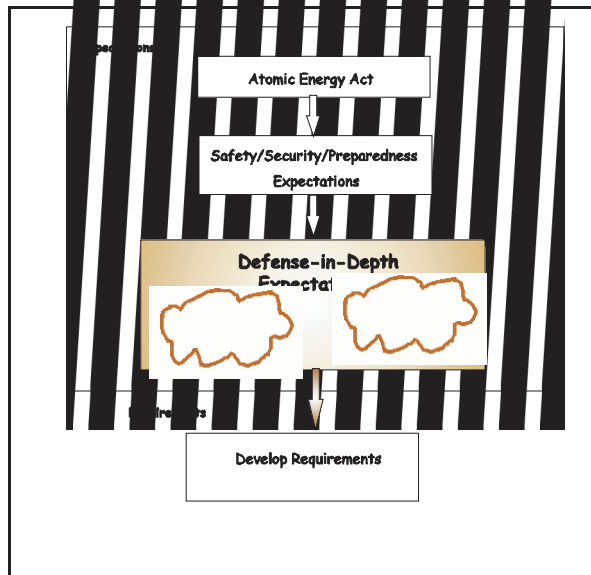 Atomic Energy Act
Safety/Security/Preparedness
Expectations
Defense-in-Depth
Develop Requirements